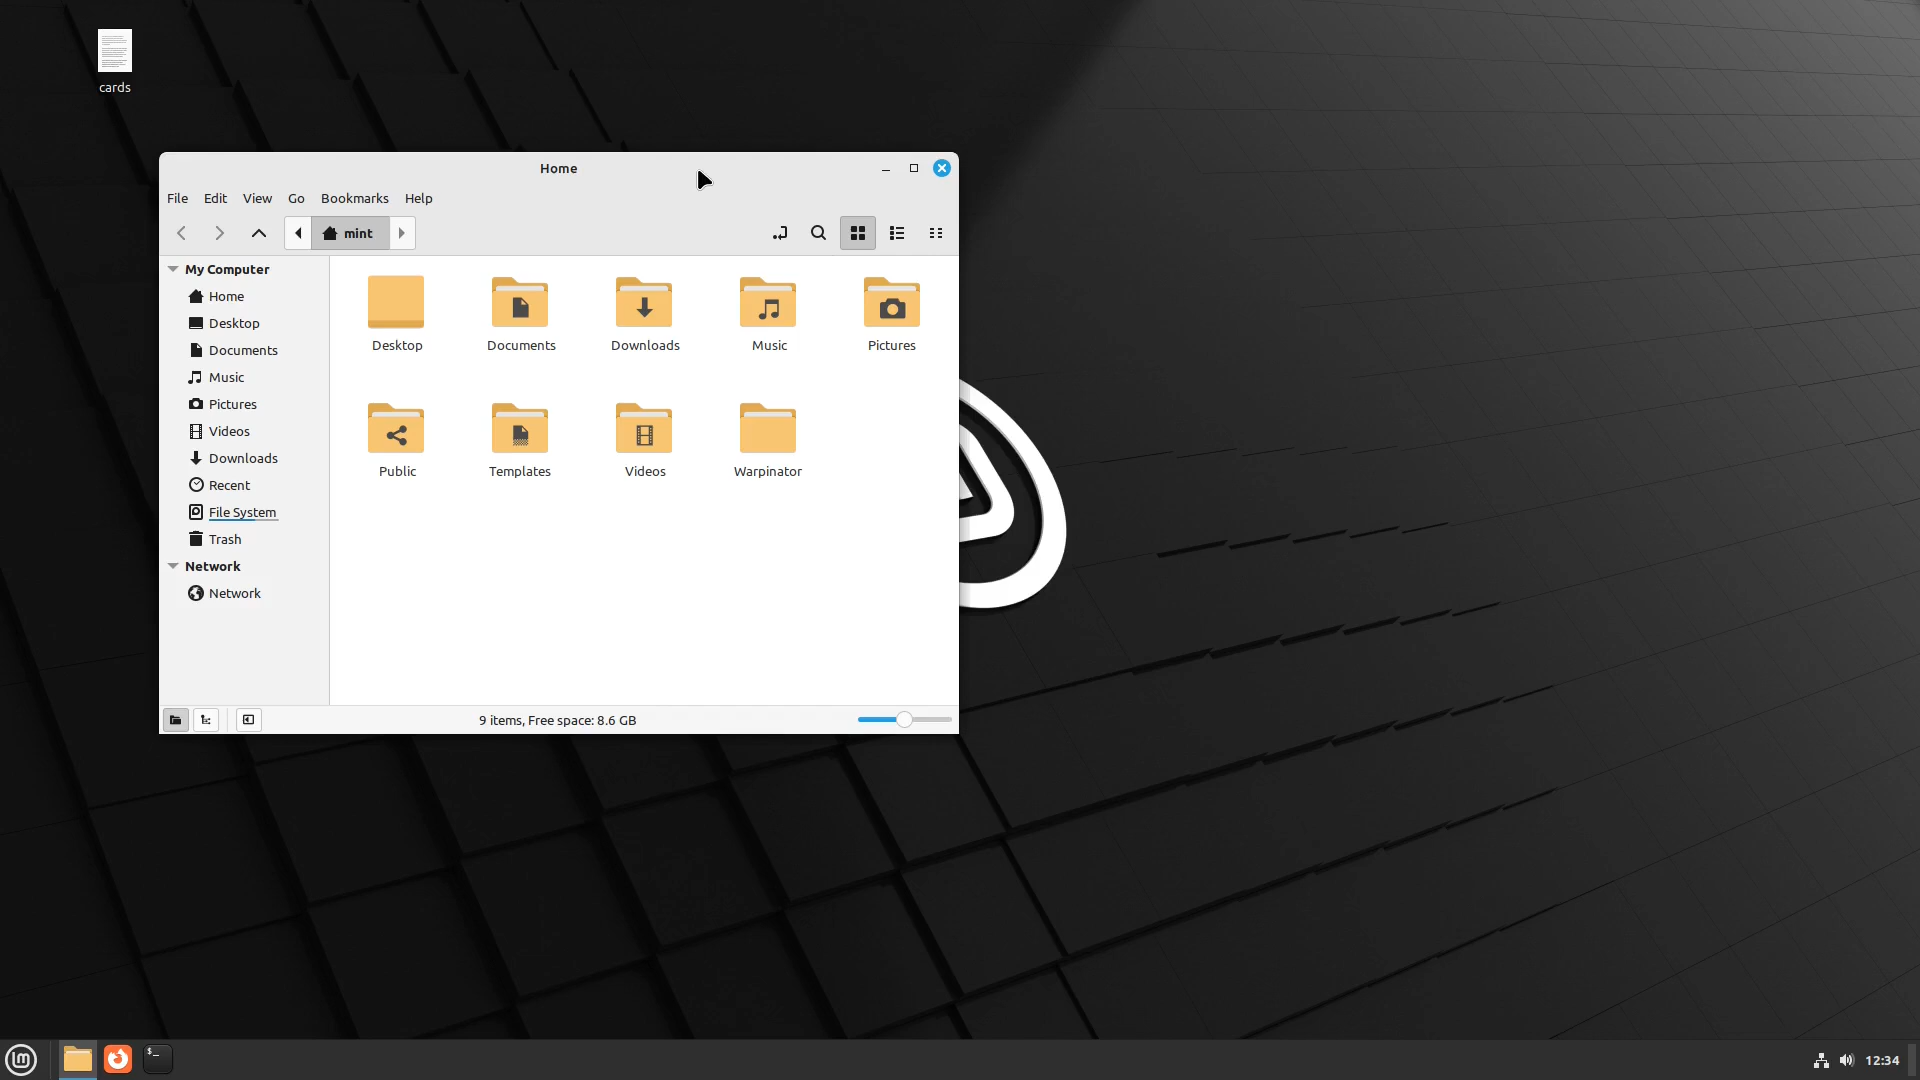 cards
Home
File Edit View Go Bookmarks Help
mint
My Computer
Home
Desktop
Documents
Music
Pictures
Videos
Downloads
Recent
File System
Trash
Network
Network
Desktop Documents Downloads Music Pictures
Public Templates Videos Warpinator
9 items, Free space: 8.6 GB
lm
$_
12:34